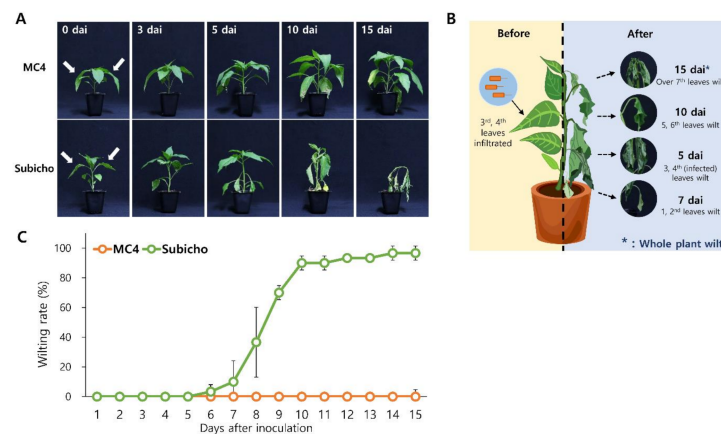 A
0 dai 3 dai 5 dai 10 dai 15 dai
MC4
Subicho
B
Before After
3rd, 4th
leaves
infiltrated
15 dai*
Over 7th leaves wilt
10 dai
5, 6th leaves wilt
5 dai
3, 4th (infected)
leaves wilt
7 dai
1, 2nd leaves wilt
* : Whole plant wilt
C
MC4 Subicho
Wilting rate (%)
100
80
60
40
20
0
1 2 3 4 5 6 7 8 9 10 11 12 13 14 15
Days after inoculation